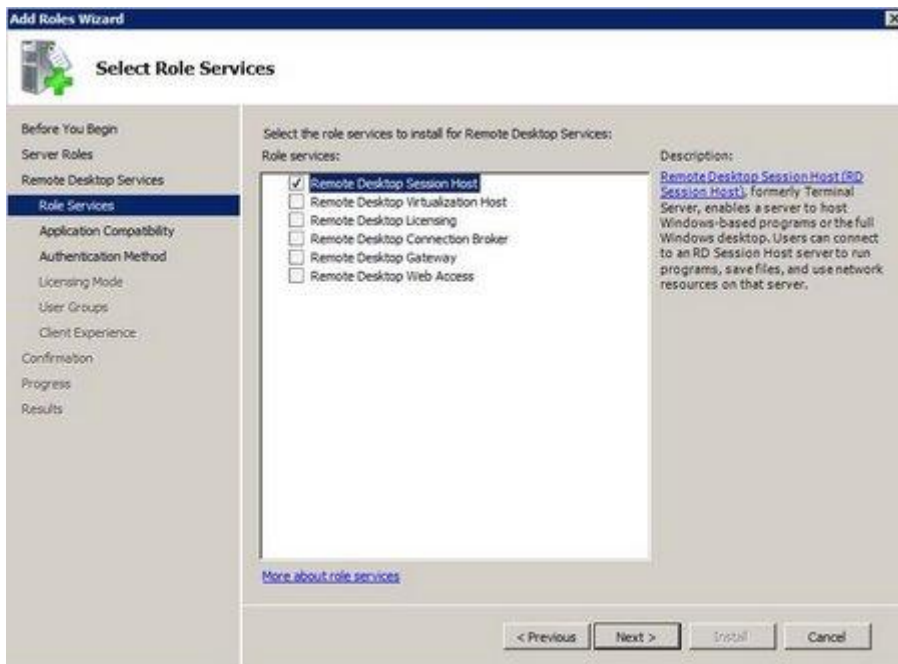 Add Roles Wizard
Select Role Services
Before You Begin
Server Roles
Remote Desktop Services
Role Services
Application Compatibility
Authentication Method
Licensing Mode
User Groups
Client Experience
Confirmation
Progress
Results
Select the role services to install for Remote Desktop Services:
Role services:
Remote Desktop Session Host
Remote Desktop Virtualization Host
Remote Desktop Licensing
Remote Desktop Connection Broker
Remote Desktop Gateway
Remote Desktop Web Access
More about role services
Description:
Remote Desktop Session Host (RD
Session Host), formerly Terminal
Server, enables a server to host
Windows-based programs or the full
Windows desktop. Users can connect
to an RD Session Host server to run
programs, save files, and use network
resources on that server.
< Previous
Next >
Install
Cancel